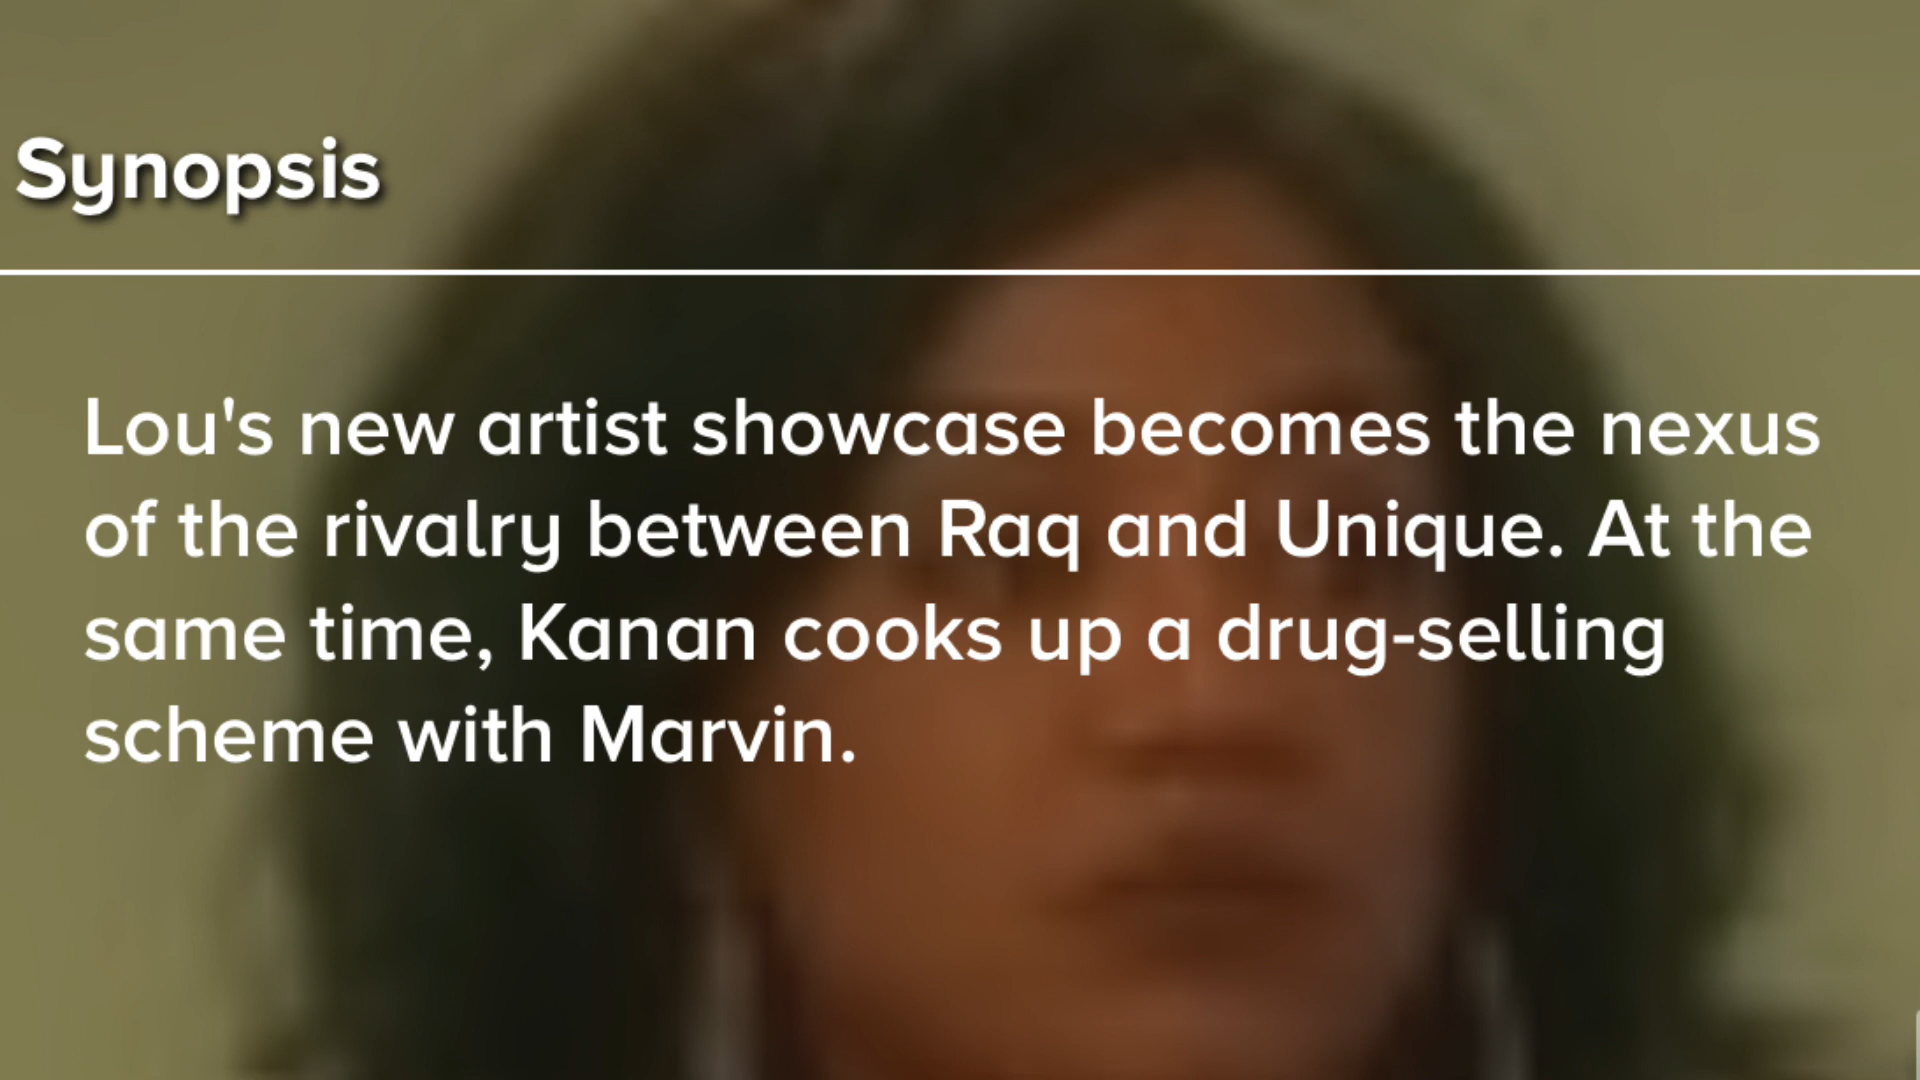 Synopsis
Lou's new artist showcase becomes the nexus
of the rivalry between Raq and Unique. At the
same time, Kanan cooks up a drug-selling
scheme with Marvin.